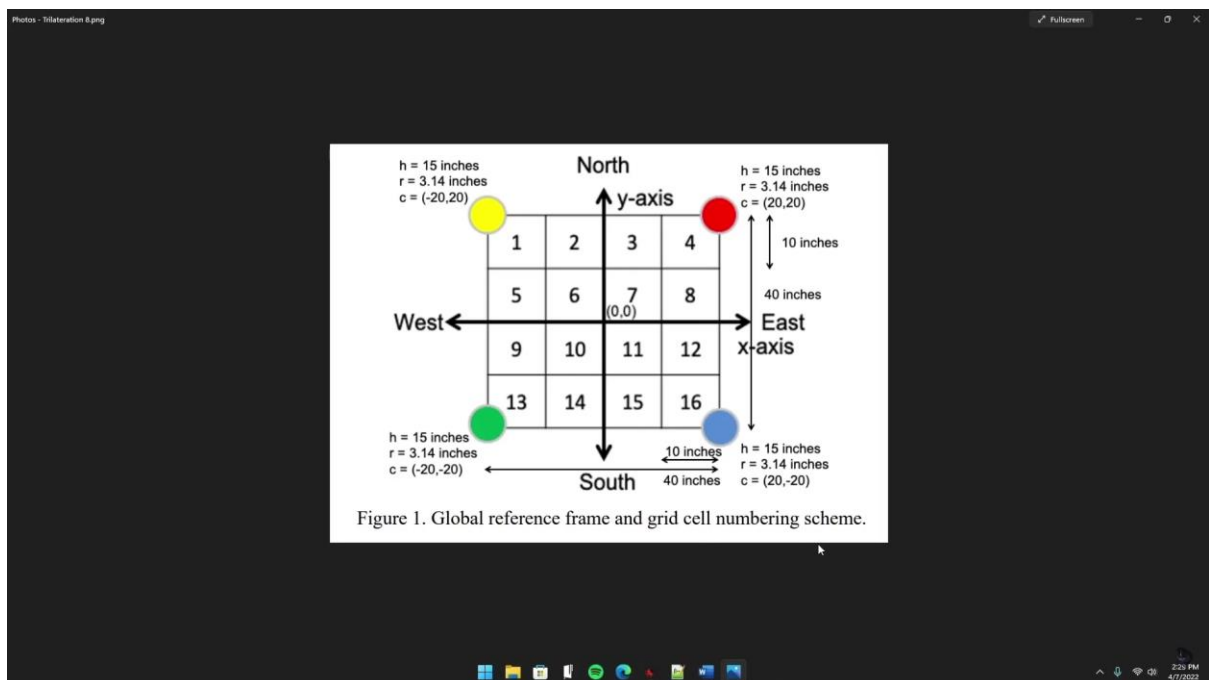 Photos - Trilateration 8.png
Fullscreen
h = 15 inches
r = 3.14 inches
c = (-20,20)
North
y-axis
h = 15 inches
r = 3.14 inches
c = (20,20)
1 2 3 4
10 inches
5 6 7 8
40 inches
(0,0)
West
East
x-axis
9 10 11 12
13 14 15 16
h = 15 inches
r = 3.14 inches
c = (-20,-20)
10 inches
40 inches
South
h = 15 inches
r = 3.14 inches
c = (20,-20)
Figure 1. Global reference frame and grid cell numbering scheme.
2:25 PM
4/7/2022